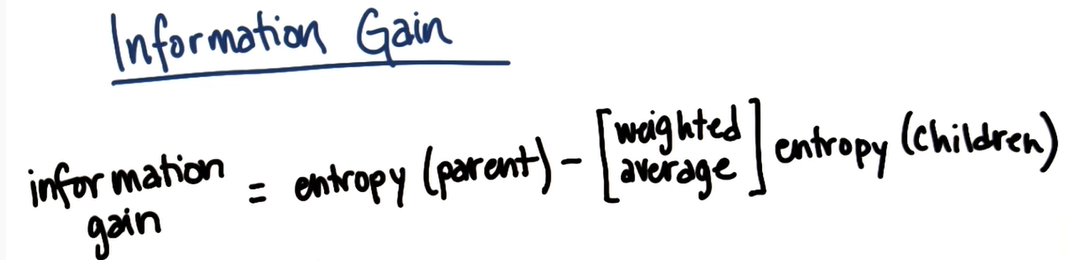 Information Gain
information gain = entropy (parent) - [weighted average] entropy (children)